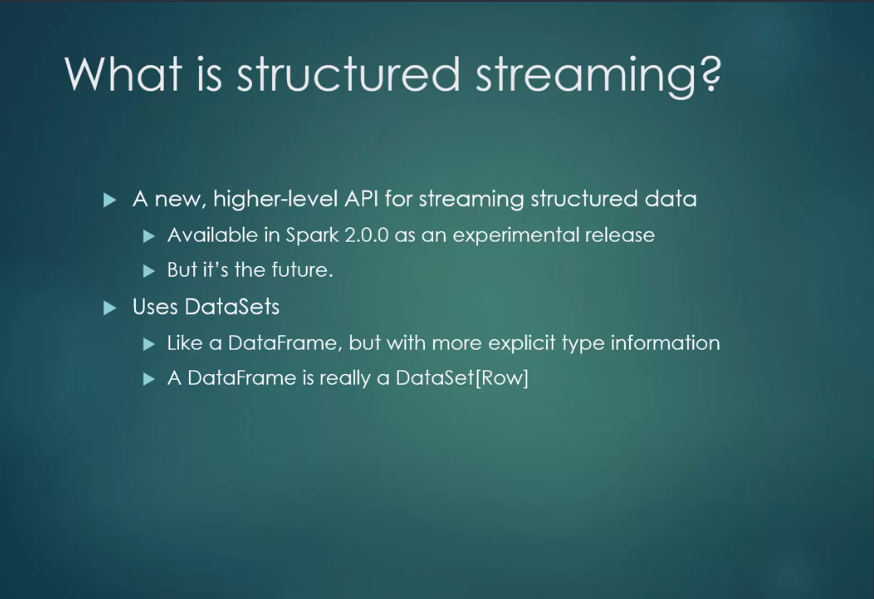 What is structured streaming?
A new, higher-level API for streaming structured data
Available in Spark 2.0.0 as an experimental release
But it's the future.
Uses DataSets
Like a DataFrame, but with more explicit type information
A DataFrame is really a DataSet[Row]